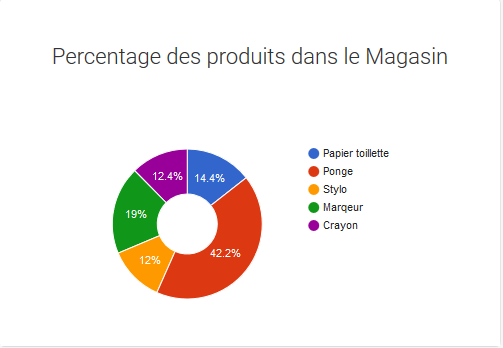 Percentage des produits dans le Magasin
12.4%
14.4%
19%
12%
42.2%
Papier toillette
Ponge
Stylo
Marqeur
Crayon